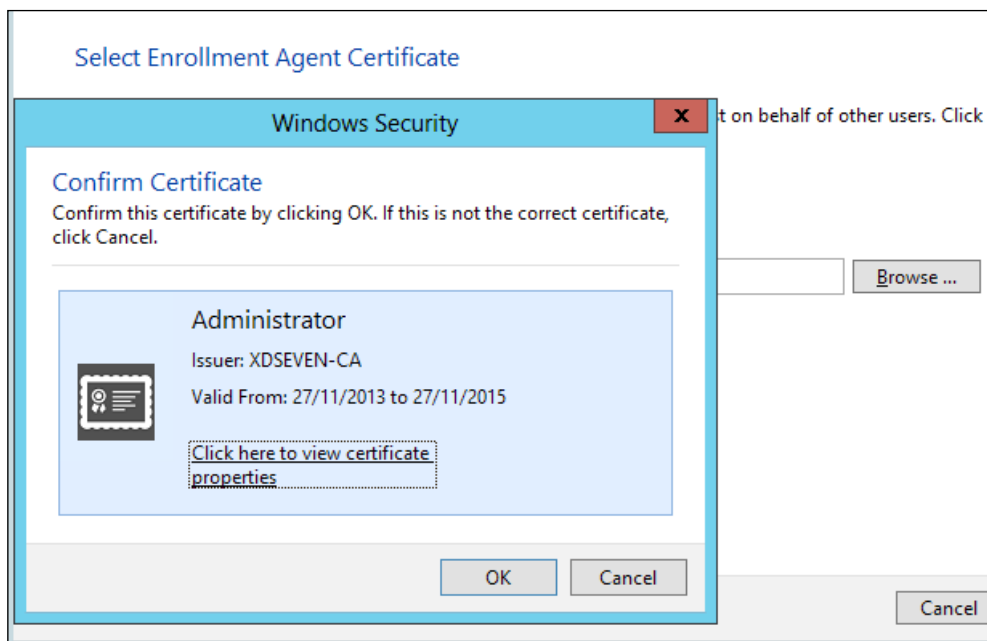 Select Enrollment Agent Certificate
Windows Security
x
t on behalf of other users. Click
Confirm Certificate
Confirm this certificate by clicking OK. If this is not the correct certificate,
click Cancel.
Browse ...
Administrator
Issuer: XDSEVEN-CA
Valid From: 27/11/2013 to 27/11/2015
Click here to view certificate
properties
OK
Cancel
Cancel